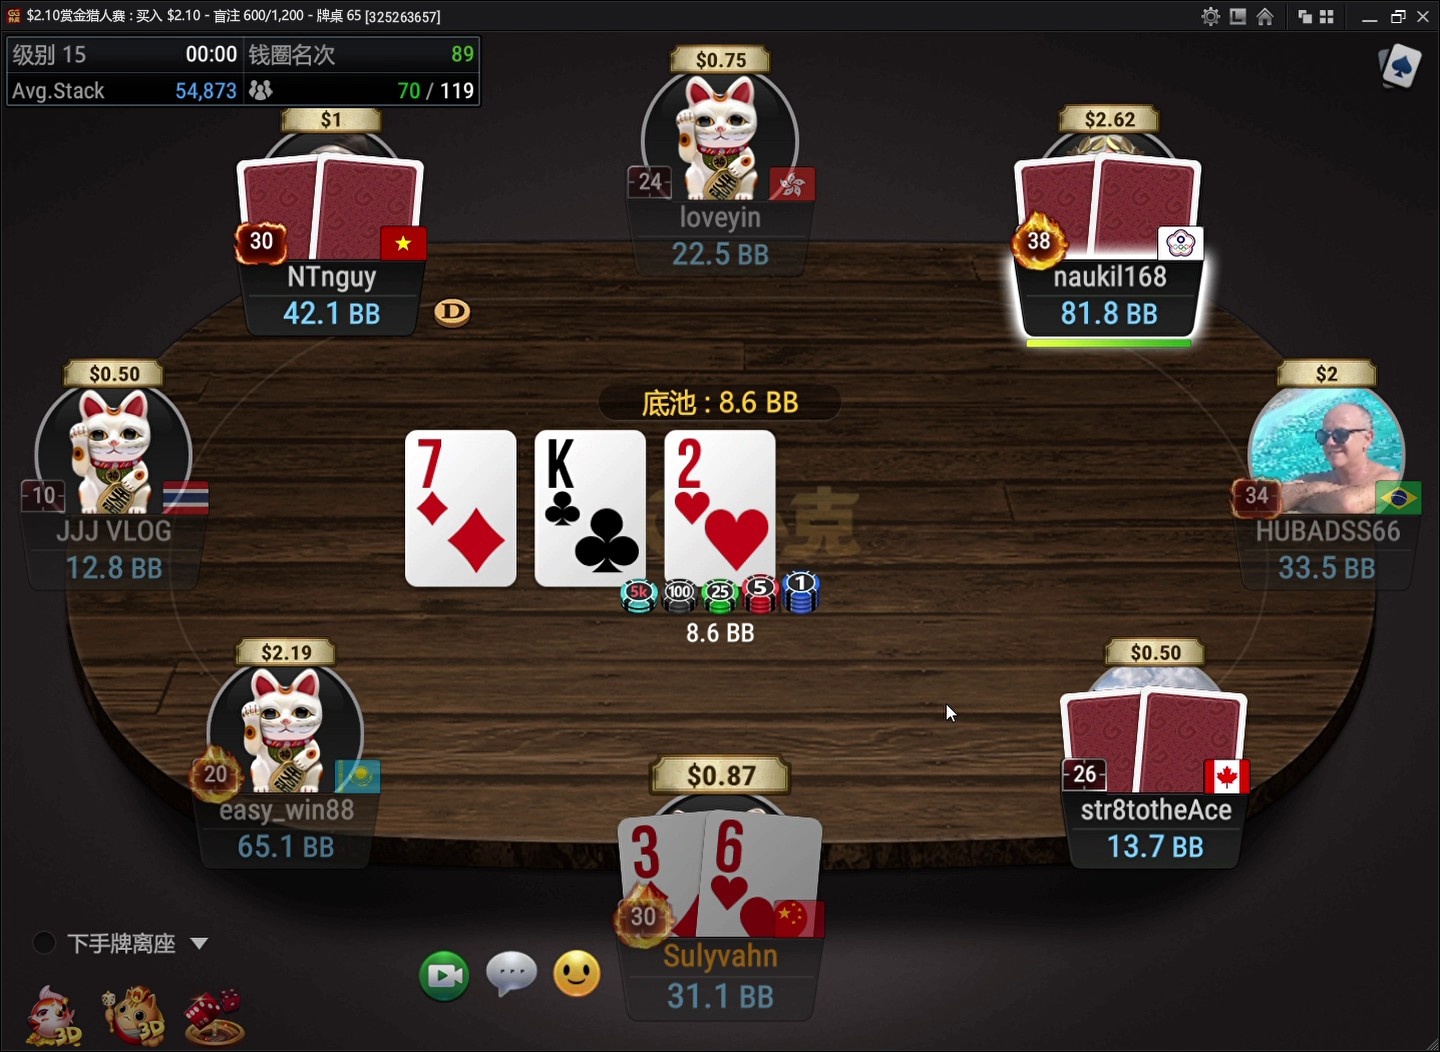 $2.10赏金猎人赛 : 买入 $2.10 - 盲注 600/1,200 - 牌桌 65 [325263657]
级别 15 00:00 钱圈名次 89
Avg.Stack 54,873 70 / 119
$0.75
24
loveyin
22.5 BB
$1
30
NTnguy
42.1 BB
D
$2.62
38
naukil168
81.8 BB
$0.50
10
JJJ VLOG
12.8 BB
$2
34
HUBADSS66
33.5 BB
底池 : 8.6 BB
7 K 2
克
5k 100 25 5 1
8.6 BB
$2.19
20
easy_win88
65.1 BB
$0.50
26
str8totheAce
13.7 BB
$0.87
3 6
30
Sulyvahn
31.1 BB
下手牌离座
3D 3D